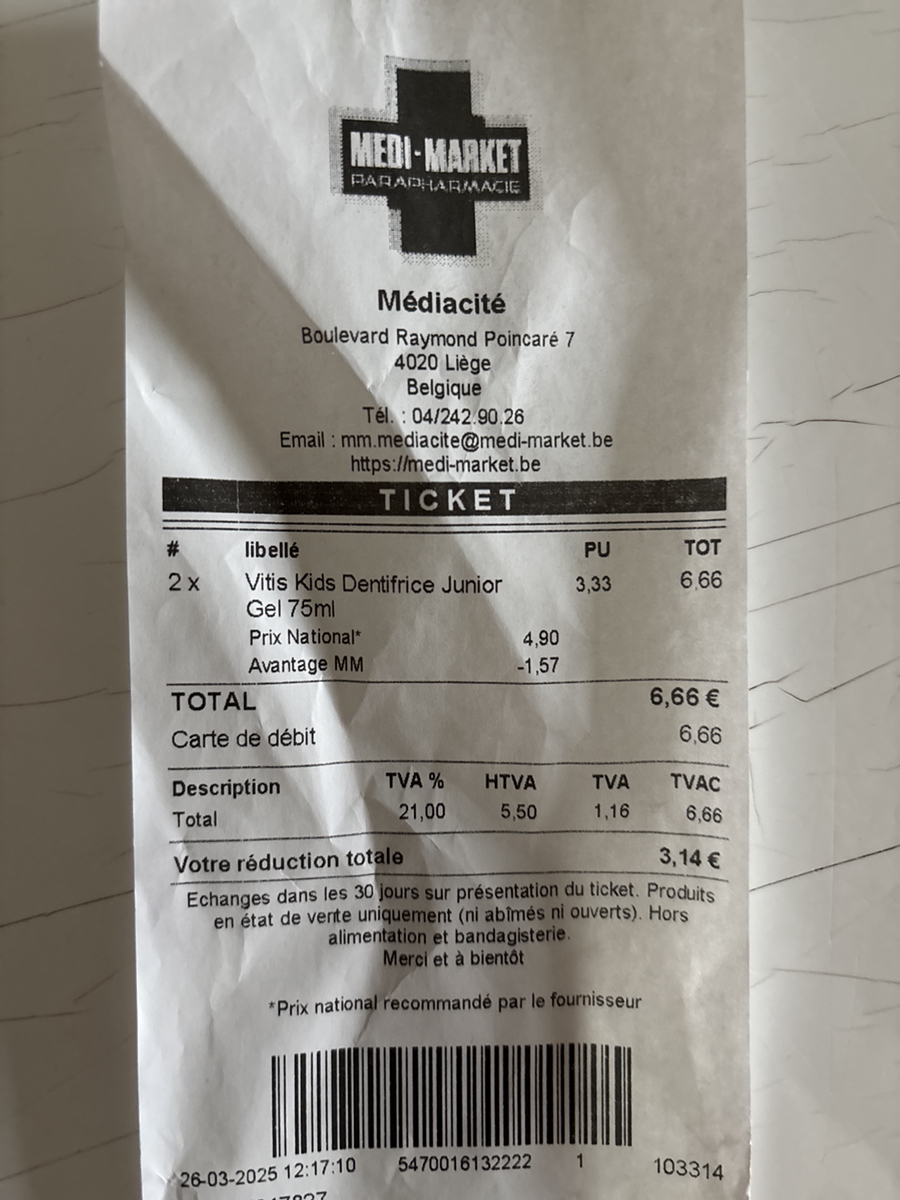 MEDI-MARKET
PARAPHARMACIE
Médiacité
Boulevard Raymond Poincaré 7
4020 Liège
Belgique
Tél. : 04/242.90.26
Email : mm.mediacite@medi-market.be
https://medi-market.be
TICKET
# libellé PU TOT
2 x Vitis Kids Dentifrice Junior 3,33 6,66
Gel 75ml
Prix National* 4,90
Avantage MM -1,57
TOTAL 6,66 €
Carte de débit 6,66
Description TVA % HTVA TVA TVAC
Total 21,00 5,50 1,16 6,66
Votre réduction totale 3,14 €
Echanges dans les 30 jours sur présentation du ticket. Produits
en état de vente uniquement (ni abîmés ni ouverts). Hors
alimentation et bandagisterie.
Merci et à bientôt
*Prix national recommandé par le fournisseur
26-03-2025 12:17:10 5470016132222 1 103314